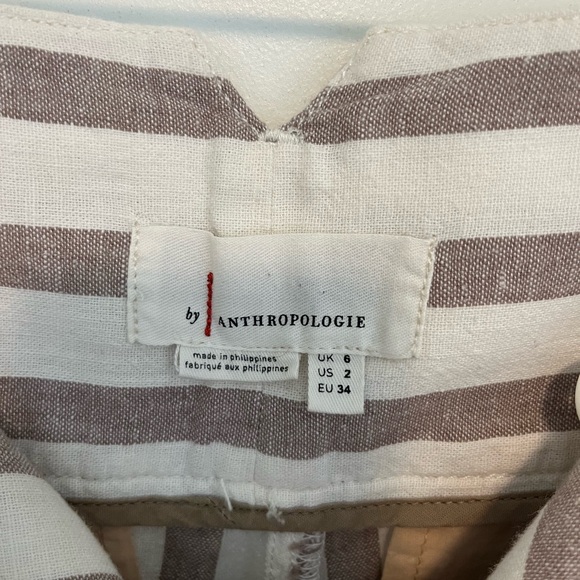 by ANTHROPOLOGIE
made in philippines
fabriqué aux philippines
UK 6
US 2
EU 34